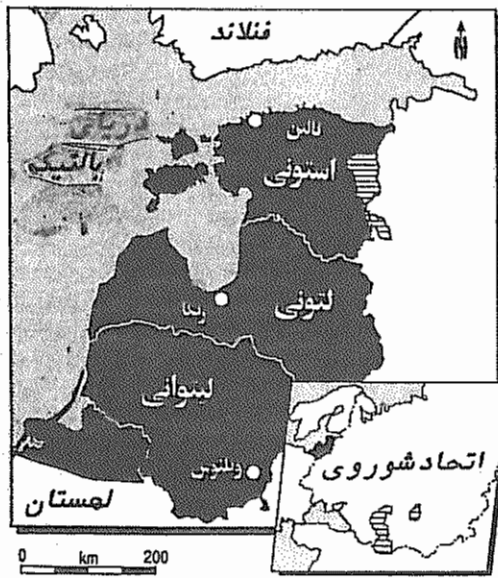 فنلاند
N
دریای
بالتیک
تالین
استونی
لتونی
ریگا
لیتوانی
ویلنیوس
لهستان
اتحاد شوروی
0 km 200